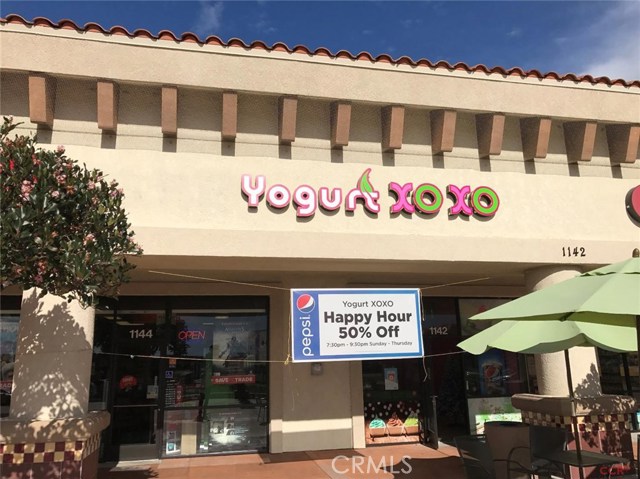 Yogurt XOXO
1142
pepsi
Yogurt XOXO
Happy Hour
50% Off
7:30pm - 9:30pm Sunday - Thursday
1144
OPEN
1142
CRMLS